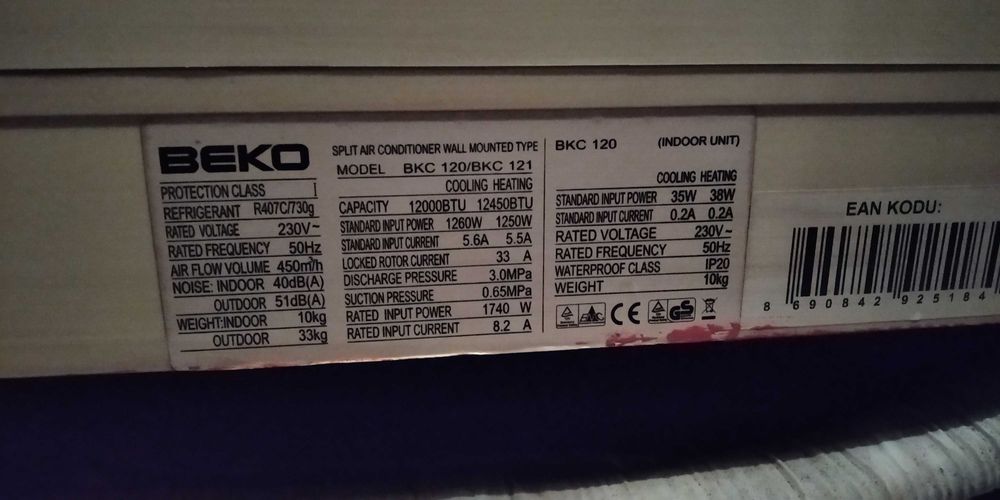 BEKO
PROTECTION CLASS I
REFRIGERANT R407C/730g
RATED VOLTAGE 230V~
RATED FREQUENCY 50Hz
AIR FLOW VOLUME 450m³/h
NOISE: INDOOR 40dB(A)
OUTDOOR 51dB(A)
WEIGHT:INDOOR 10kg
OUTDOOR 33kg
SPLIT AIR CONDITIONER WALL MOUNTED TYPE
MODEL BKC 120/BKC 121
COOLING HEATING
CAPACITY 12000BTU 12450BTU
STANDARD INPUT POWER 1260W 1250W
STANDARD INPUT CURRENT 5.6A 5.5A
LOCKED ROTOR CURRENT 33 A
DISCHARGE PRESSURE 3.0MPa
SUCTION PRESSURE 0.65MPa
RATED INPUT POWER 1740 W
RATED INPUT CURRENT 8.2 A
BKC 120 (INDOOR UNIT)
COOLING HEATING
STANDARD INPUT POWER 35W 38W
STANDARD INPUT CURRENT 0.2A 0.2A
RATED VOLTAGE 230V~
RATED FREQUENCY 50Hz
WATERPROOF CLASS IP20
WEIGHT 10kg
CE
GS
EAN KODU:
8 690842 925184